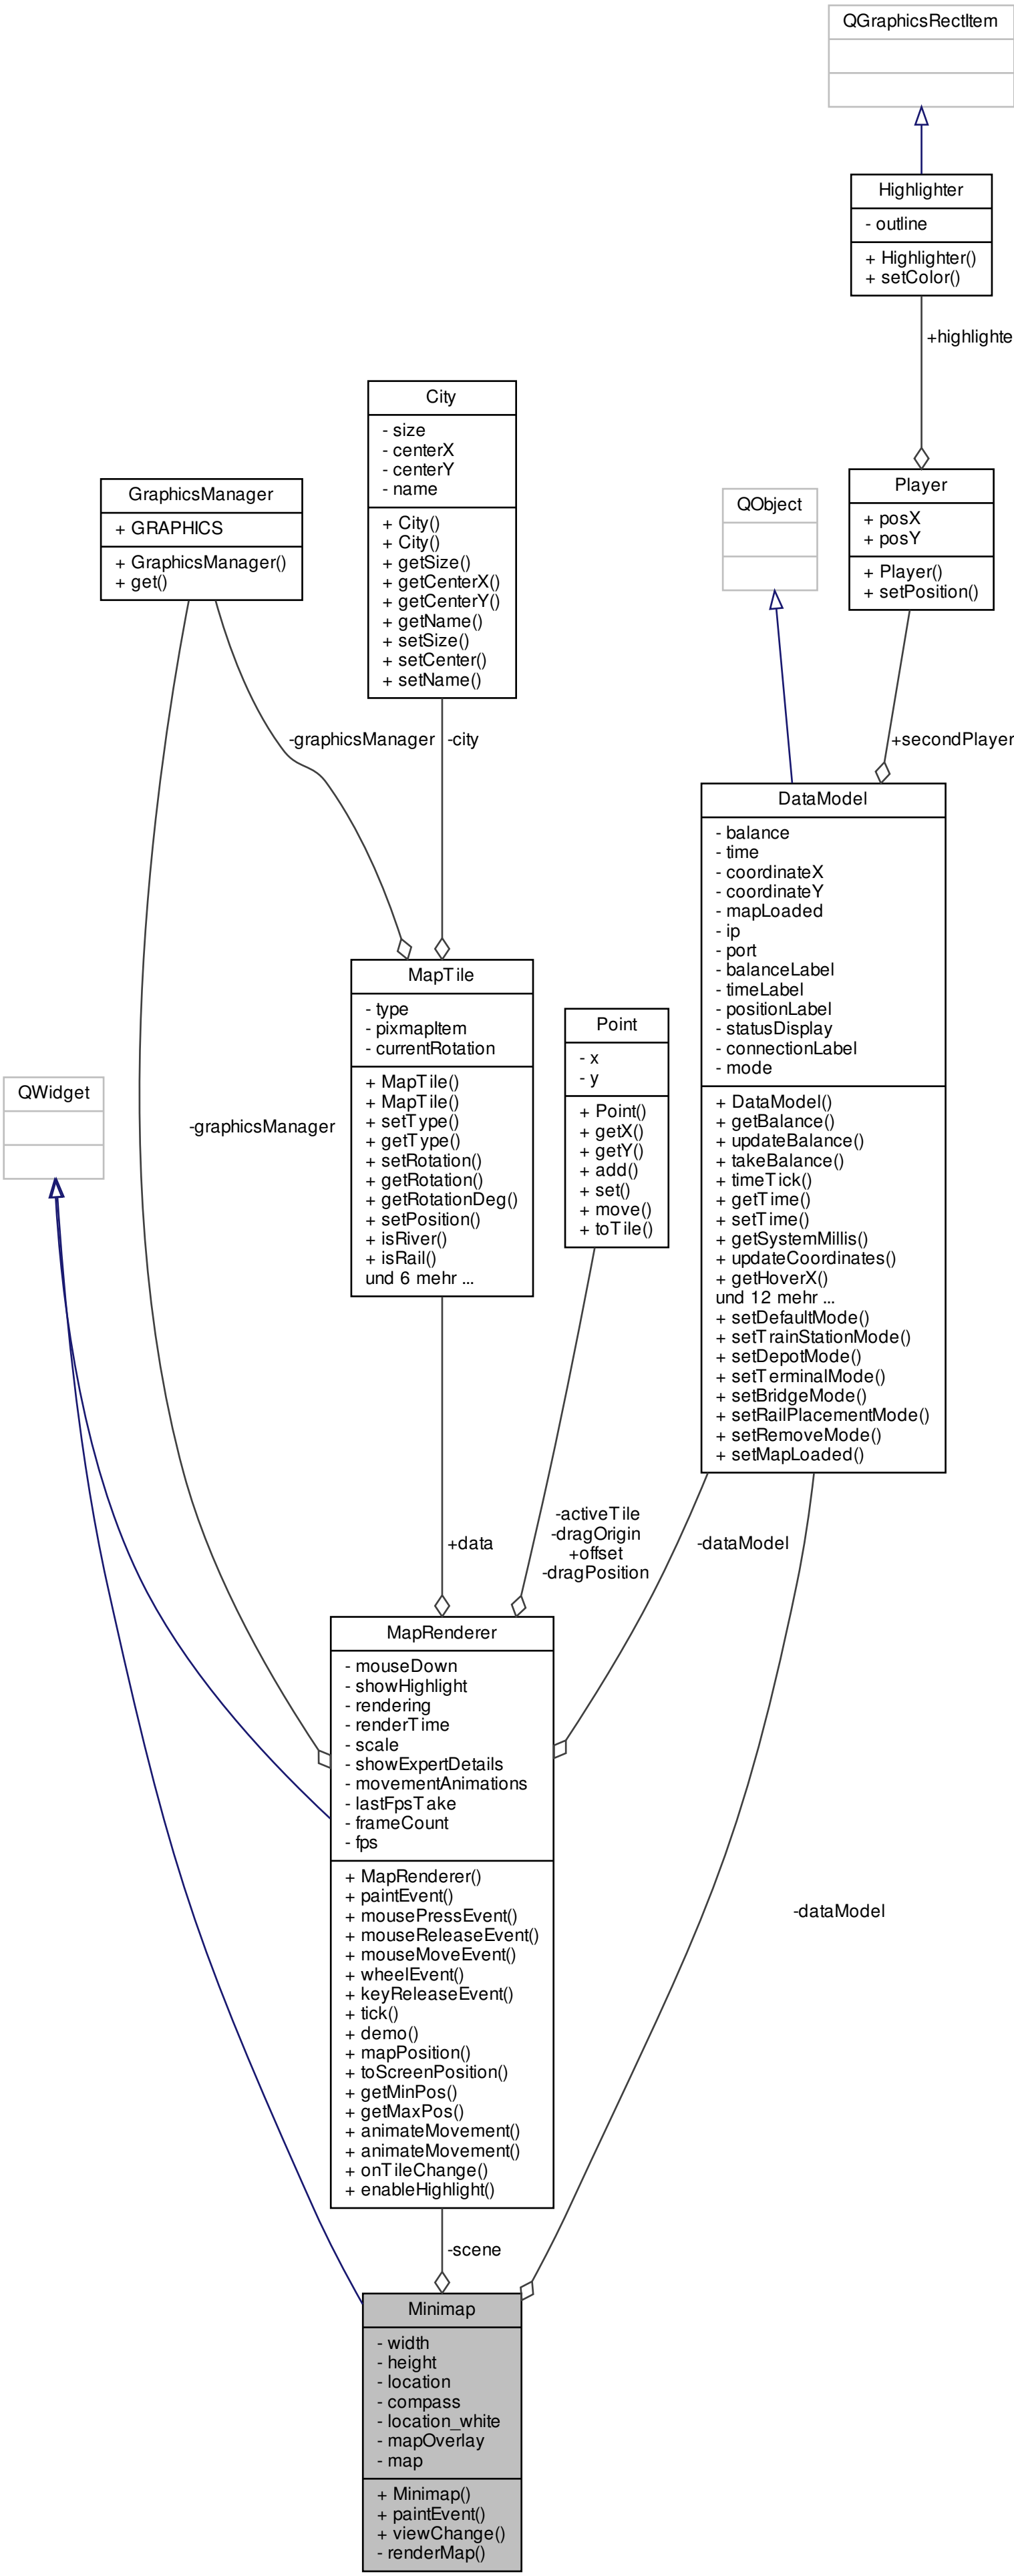 QGraphicsRectItem
Highlighter
- outline
+ Highlighter()
+ setColor()
+highlighte
City
- size
- centerX
- centerY
- name
+ City()
+ City()
+ getSize()
+ getCenterX()
+ getCenterY()
+ getName()
+ setSize()
+ setCenter()
+ setName()
GraphicsManager
+ GRAPHICS
+ GraphicsManager()
+ get()
QObject
Player
+ posX
+ posY
+ Player()
+ setPosition()
-graphicsManager
-city
+secondPlayer
DataModel
- balance
- time
- coordinateX
- coordinateY
- mapLoaded
- ip
- port
- balanceLabel
- timeLabel
- positionLabel
- statusDisplay
- connectionLabel
- mode
+ DataModel()
+ getBalance()
+ updateBalance()
+ takeBalance()
+ timeTick()
+ getTime()
+ setTime()
+ getSystemMillis()
+ updateCoordinates()
+ getHoverX()
und 12 mehr ...
+ setDefaultMode()
+ setTrainStationMode()
+ setDepotMode()
+ setTerminalMode()
+ setBridgeMode()
+ setRailPlacementMode()
+ setRemoveMode()
+ setMapLoaded()
MapTile
- type
- pixmapItem
- currentRotation
+ MapTile()
+ MapTile()
+ setType()
+ getType()
+ setRotation()
+ getRotation()
+ getRotationDeg()
+ setPosition()
+ isRiver()
+ isRail()
und 6 mehr ...
Point
- x
- y
+ Point()
+ getX()
+ getY()
+ add()
+ set()
+ move()
+ toTile()
QWidget
-graphicsManager
+data
-activeTile
-dragOrigin
+offset
-dragPosition
-dataModel
MapRenderer
- mouseDown
- showHighlight
- rendering
- renderTime
- scale
- showExpertDetails
- movementAnimations
- lastFpsTake
- frameCount
- fps
+ MapRenderer()
+ paintEvent()
+ mousePressEvent()
+ mouseReleaseEvent()
+ mouseMoveEvent()
+ wheelEvent()
+ keyReleaseEvent()
+ tick()
+ demo()
+ mapPosition()
+ toScreenPosition()
+ getMinPos()
+ getMaxPos()
+ animateMovement()
+ animateMovement()
+ onTileChange()
+ enableHighlight()
-dataModel
-scene
Minimap
- width
- height
- location
- compass
- location_white
- mapOverlay
- map
+ Minimap()
+ paintEvent()
+ viewChange()
- renderMap()